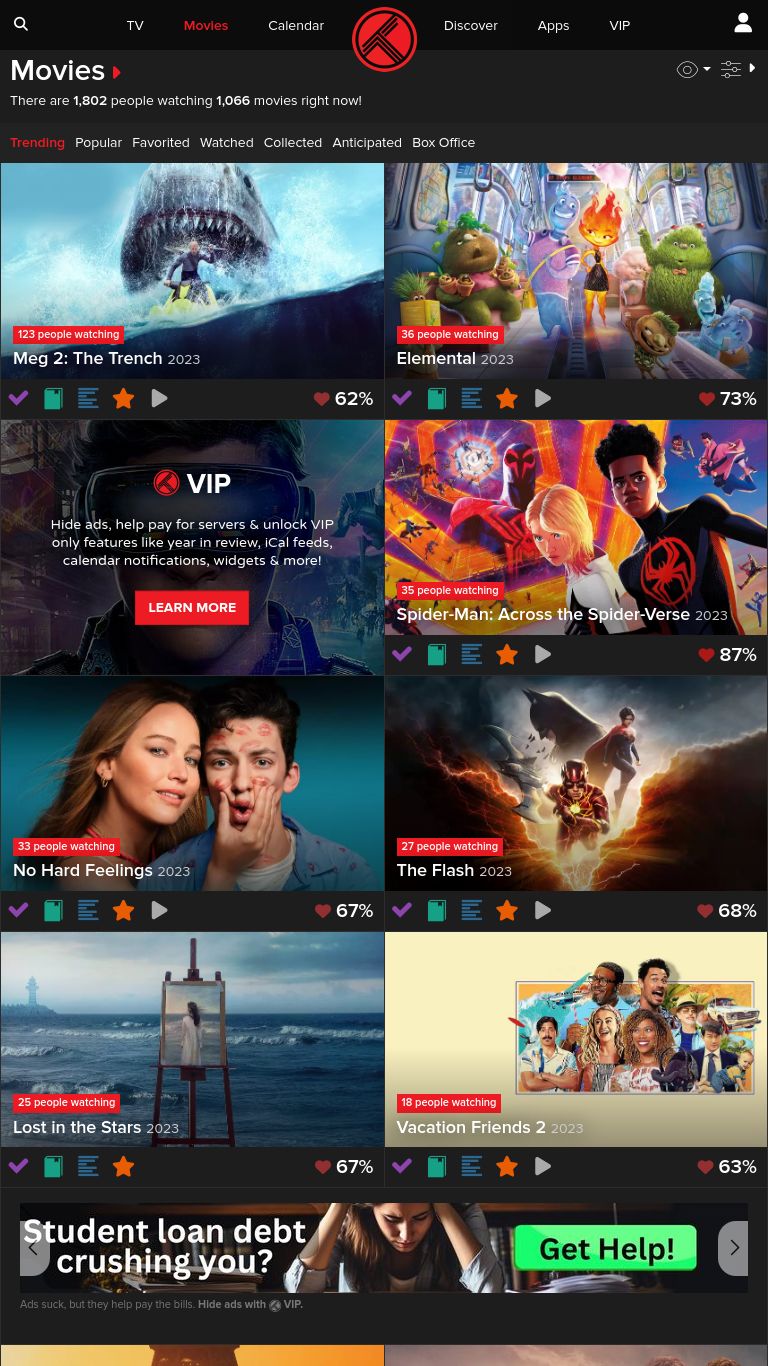 TV
Movies
Calendar
Discover
Apps
VIP
Movies
There are 1,802 people watching 1,066 movies right now!
Trending Popular Favorited Watched Collected Anticipated Box Office
123 people watching
Meg 2: The Trench 2023
62%
36 people watching
Elemental 2023
73%
VIP
Hide ads, help pay for servers & unlock VIP
only features like year in review, iCal feeds,
calendar notifications, widgets & more!
LEARN MORE
35 people watching
Spider-Man: Across the Spider-Verse 2023
87%
33 people watching
No Hard Feelings 2023
67%
27 people watching
The Flash 2023
68%
25 people watching
Lost in the Stars 2023
67%
18 people watching
Vacation Friends 2 2023
63%
Student loan debt
crushing you?
Get Help!
Ads suck, but they help pay the bills. Hide ads with VIP.